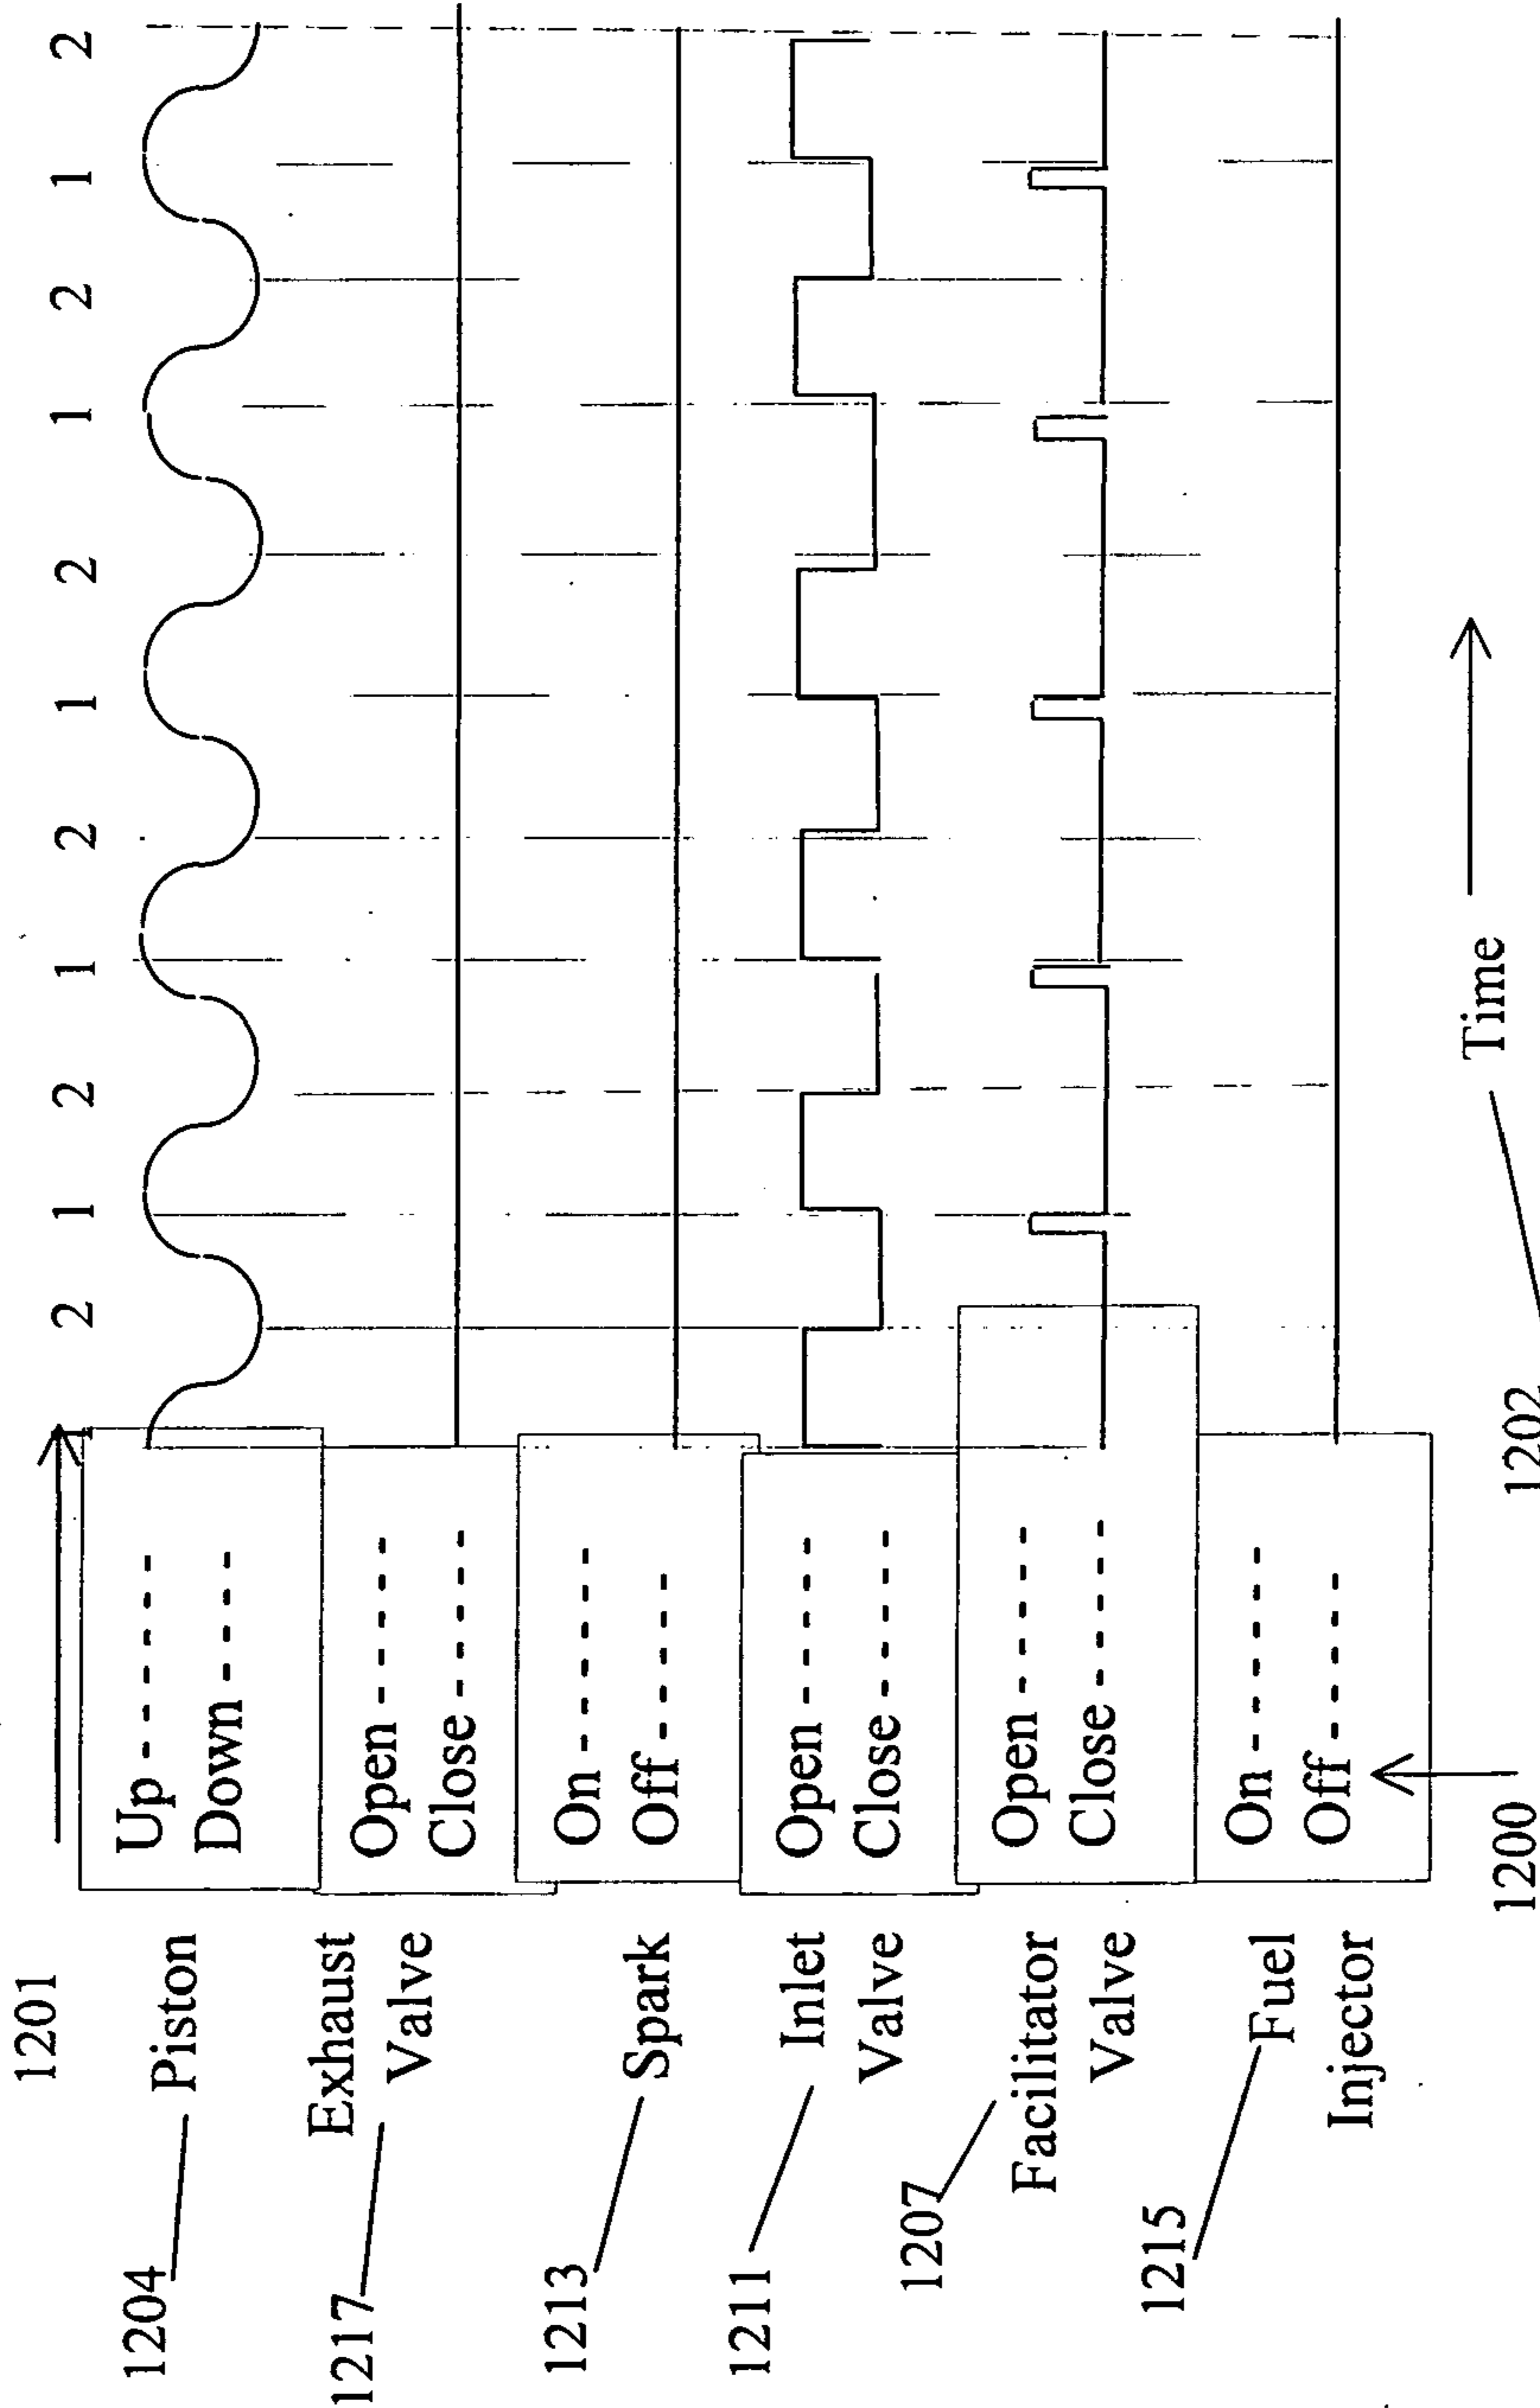 1201
1 2 1 2 1 2 1 2 1 2 1 2
1204
Piston
Up
Down
1217
Exhaust
Valve
Open
Close
1213
Spark
On
Off
1211
Inlet
Valve
Open
Close
1207
Facilitator
Valve
Open
Close
1215
Fuel
Injector
On
Off
1200
Time
1202